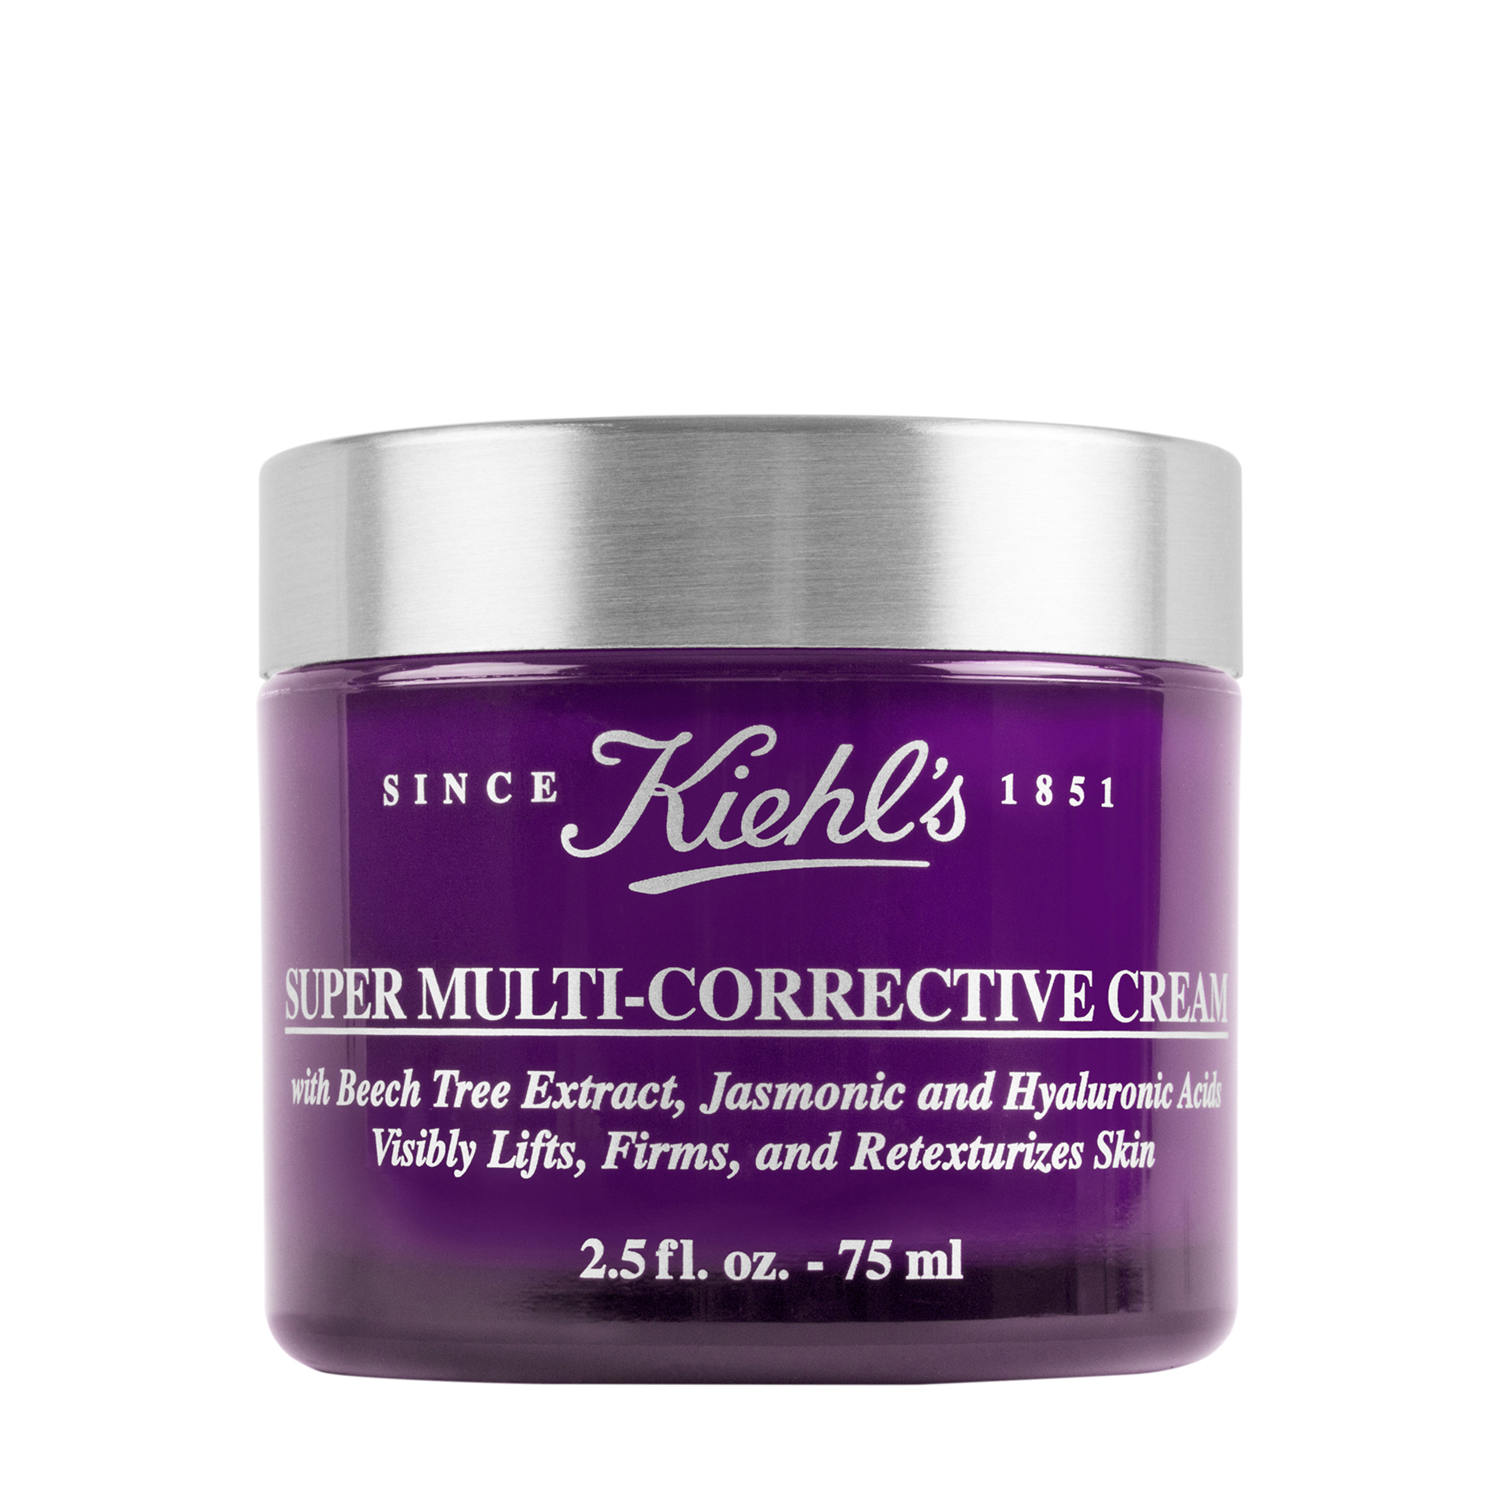 SINCE Kiehl's 1851
SUPER MULTI-CORRECTIVE CREAM
with Beech Tree Extract, Jasmonic and Hyaluronic Acids
Visibly Lifts, Firms, and Retexturizes Skin
2.5 fl. oz. - 75 ml